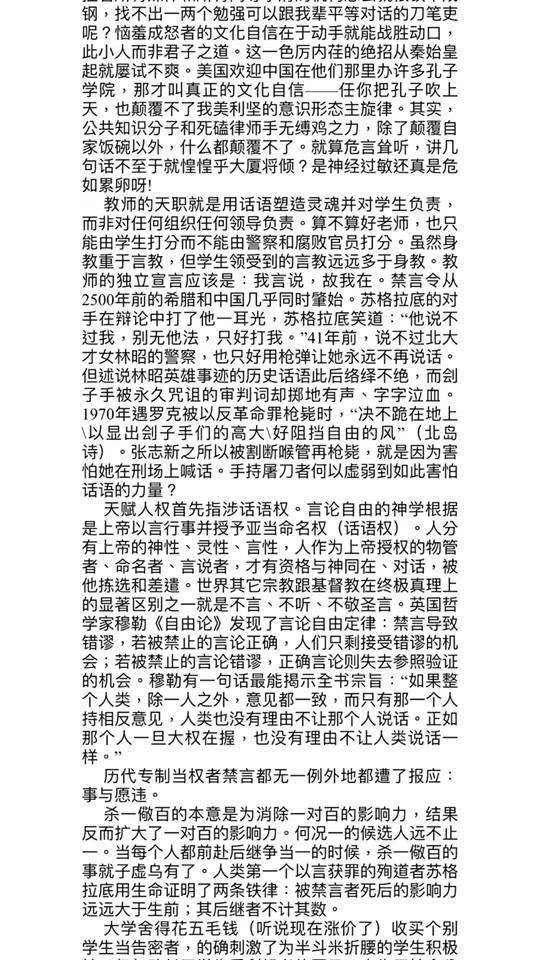 钢，找不出一两个勉强可以跟我辈平等对话的刀笔吏
呢？恼羞成怒者的文化自信在于动手就能战胜动口，
此小人而非君子之道。这一色厉内荏的绝招从秦始皇
起就屡试不爽。美国欢迎中国在他们那里办许多孔子
学院，那才叫真正的文化自信——任你把孔子吹上
天，也颠覆不了我美利坚的意识形态主旋律。其实，
公共知识分子和死磕律师手无缚鸡之力，除了颠覆自
家饭碗以外，什么都颠覆不了。就算危言耸听，讲几
句话不至于就惶惶乎大厦将倾？是神经过敏还真是危
如累卵呀!
教师的天职就是用话语塑造灵魂并对学生负责，
而非对任何组织任何领导负责。算不算好老师，也只
能由学生打分而不能由警察和腐败官员打分。虽然身
教重于言教，但学生领受到的言教远远多于身教。教
师的独立宣言应该是：我言说，故我在。禁言令从
2500年前的希腊和中国几乎同时肇始。苏格拉底的对
手在辩论中打了他一耳光，苏格拉底笑道：“他说不
过我，别无他法，只好打我。”41年前，说不过北大
才女林昭的警察，也只好用枪弹让她永远不再说话。
但述说林昭英雄事迹的历史话语此后络绎不绝，而刽
子手被永久咒诅的审判词却掷地有声、字字泣血。
1970年遇罗克被以反革命罪枪毙时，“决不跪在地上
\以显出刽子手们的高大\好阻挡自由的风”（北岛
诗）。张志新之所以被割断喉管再枪毙，就是因为害
怕她在刑场上喊话。手持屠刀者何以虚弱到如此害怕
话语的力量？
天赋人权首先指涉话语权。言论自由的神学根据
是上帝以言行事并授予亚当命名权（话语权）。人分
有上帝的神性、灵性、言性，人作为上帝授权的物管
者、命名者、言说者，才有资格与神同在、对话，被
他拣选和差遣。世界其它宗教跟基督教在终极真理上
的显著区别之一就是不言、不听、不敬圣言。英国哲
学家穆勒《自由论》发现了言论自由定律：禁言导致
错谬，若被禁止的言论正确，人们只剩接受错谬的机
会；若被禁止的言论错谬，正确言论则失去参照验证
的机会。穆勒有一句话最能揭示全书宗旨：“如果整
个人类，除一人之外，意见都一致，而只有那一个人
持相反意见，人类也没有理由不让那个人说话。正如
那个人一旦大权在握，也没有理由不让人类说话一
样。”
历代专制当权者禁言都无一例外地都遭了报应：
事与愿违。
杀一儆百的本意是为消除一对百的影响力，结果
反而扩大了一对百的影响力。何况一的候选人远不止
一。当每个人都前赴后继争当一的时候，杀一儆百的
事就子虚乌有了。人类第一个以言获罪的殉道者苏格
拉底用生命证明了两条铁律：被禁言者死后的影响力
远远大于生前；其后继者不计其数。
大学舍得花五毛钱（听说现在涨价了）收买个别
学生当告密者，的确刺激了为半斗米折腰的学生积极